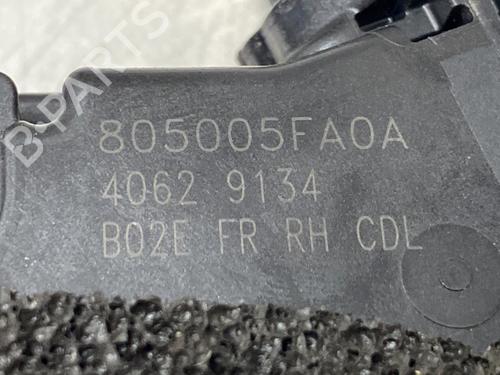 B-PARTS
805005FA0A
4062 9134
B02E FR RH CDL